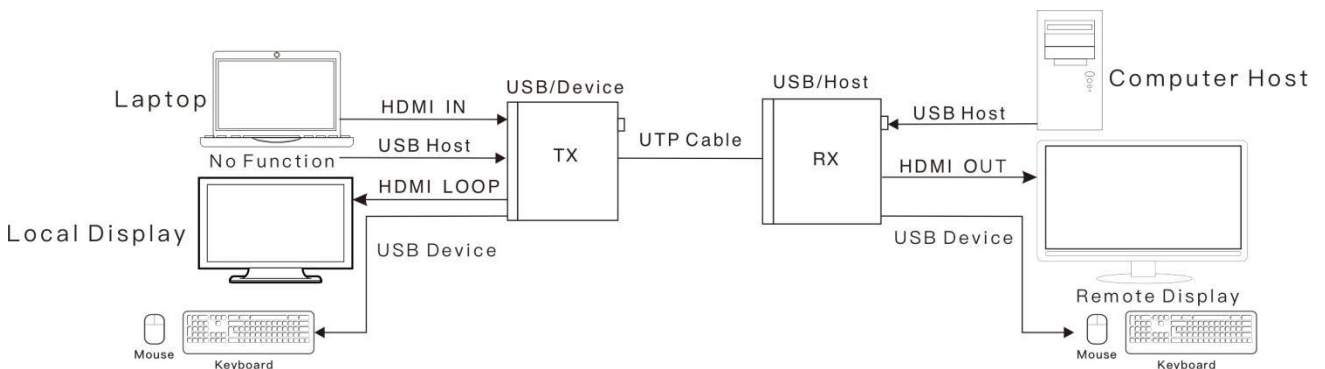 Laptop
HDMI IN
No Function
USB Host
HDMI LOOP
Local Display
USB Device
Mouse
Keyboard
USB/Device
TX
UTP Cable
USB/Host
RX
USB Host
Computer Host
HDMI OUT
USB Device
Remote Display
Mouse
Keyboard